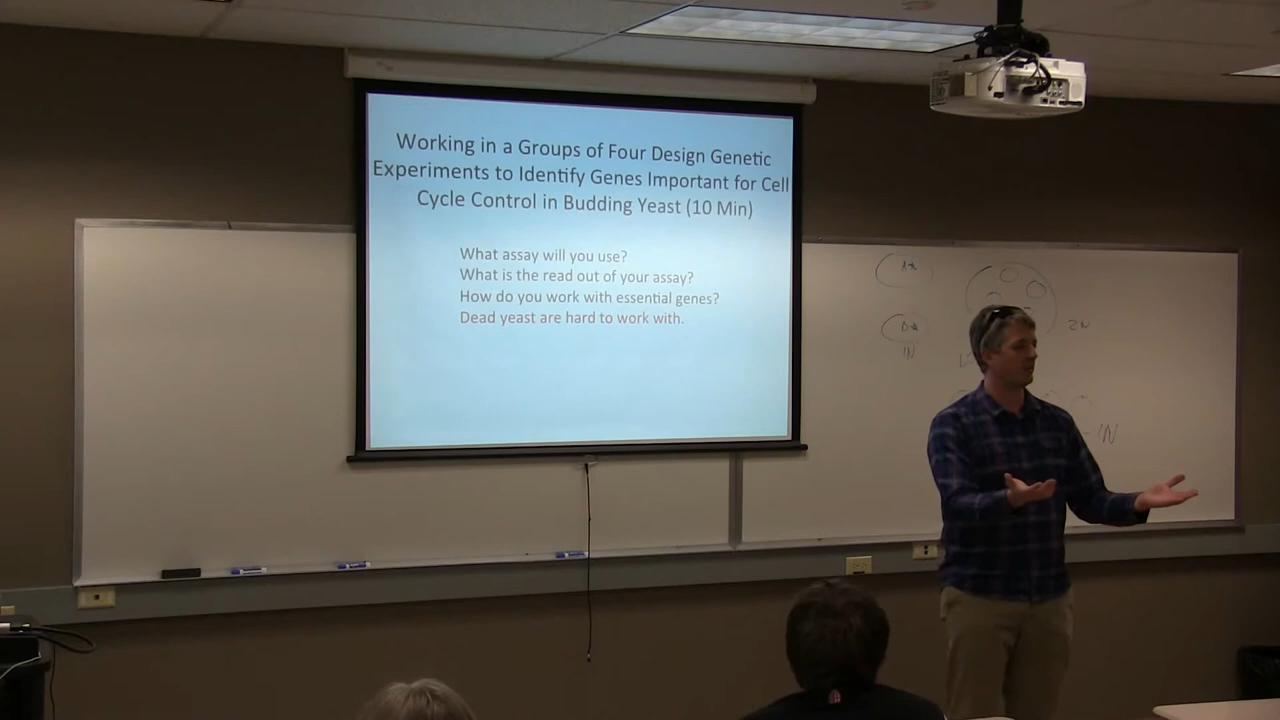 Working in a Groups of Four Design Genetic
Experiments to Identify Genes Important for Cell
Cycle Control in Budding Yeast (10 Min)
What assay will you use?
What is the read out of your assay?
How do you work with essential genes?
Dead yeast are hard to work with.
2N
1N
1N